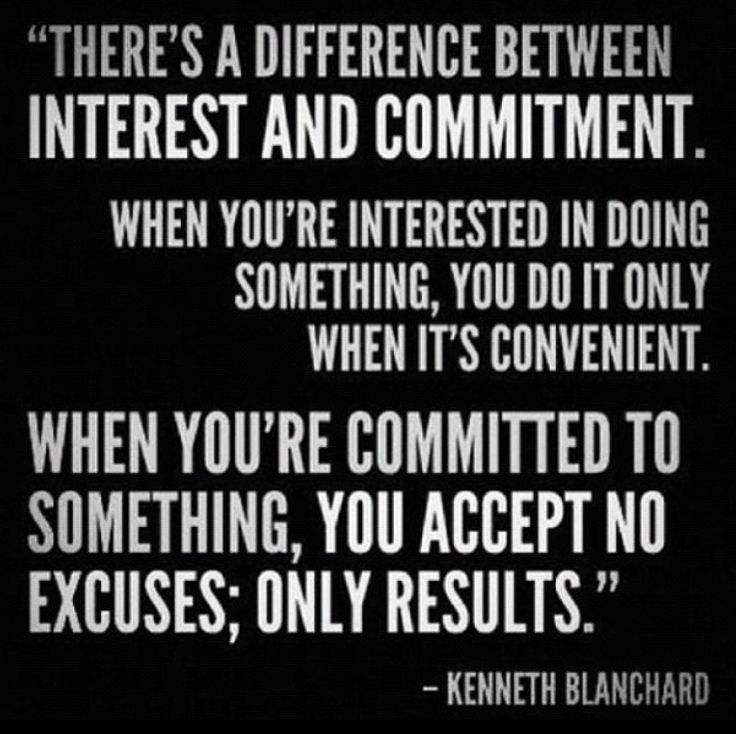 “THERE’S A DIFFERENCE BETWEEN
INTEREST AND COMMITMENT.
WHEN YOU’RE INTERESTED IN DOING
SOMETHING, YOU DO IT ONLY
WHEN IT’S CONVENIENT.
WHEN YOU’RE COMMITTED TO
SOMETHING, YOU ACCEPT NO
EXCUSES; ONLY RESULTS.”
– KENNETH BLANCHARD